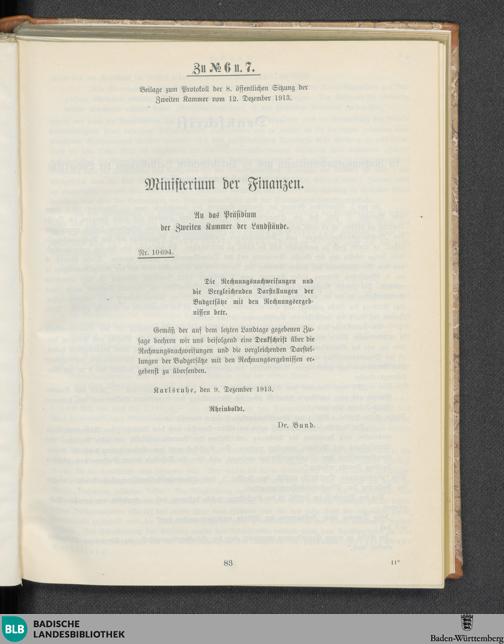 Zu № 6 u. 7.
Beilage zum Protokoll der 8. öffentlichen Sitzung der
Zweiten Kammer vom 12. Dezember 1913.
Ministerium der Finanzen.
An das Präsidium
der Zweiten Kammer der Landstände.
Nr. 10694.
Die Rechnungsnachweisungen und
die Vergleichenden Darstellungen der
Budgetsätze mit den Rechnungsergeb-
nissen betr.
Gemäß der auf dem letzten Landtage gegebenen Zu-
sage beehren wir uns beifolgend eine Denkschrift über die
Rechnungsnachweisungen und die vergleichenden Darstel-
lungen der Budgetsätze mit den Rechnungsergebnissen er-
gebenst zu übersenden.
Karlsruhe, den 9. Dezember 1913.
Rheinboldt.
Dr. Bund.
83
11*
BLB
BADISCHE
LANDESBIBLIOTHEK
Baden-Württemberg